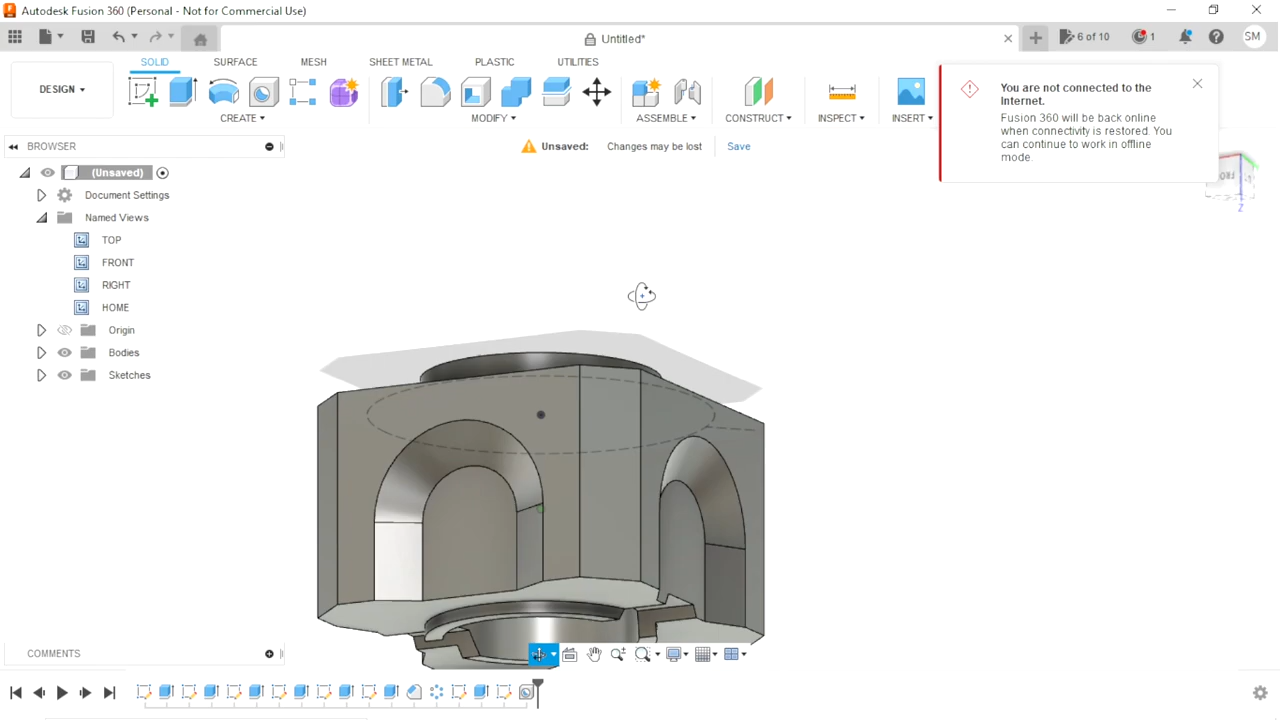 Autodesk Fusion 360 (Personal - Not for Commercial Use)
Untitled*
6 of 10
1
SM
DESIGN
SOLID
SURFACE
MESH
SHEET METAL
PLASTIC
UTILITIES
CREATE
MODIFY
ASSEMBLE
CONSTRUCT
INSPECT
INSERT
You are not connected to the
Internet.
Fusion 360 will be back online
when connectivity is restored. You
can continue to work in offline
mode.
BROWSER
Unsaved: Changes may be lost Save
(Unsaved)
Document Settings
Named Views
TOP
FRONT
RIGHT
HOME
Origin
Bodies
Sketches
Z
COMMENTS